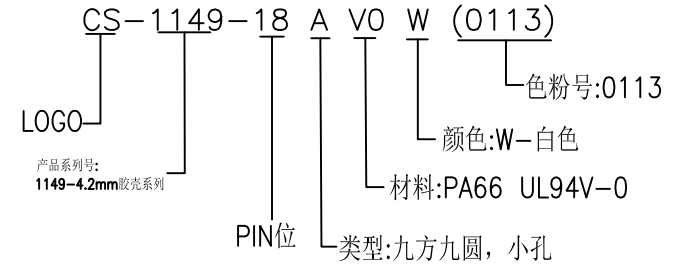 CS-1149-18 A V0 W (0113)
色粉号:0113
LOGO
颜色:W-白色
产品系列号:
1149-4.2mm胶壳系列
材料:PA66 UL94V-0
PIN位
类型:九方九圆，小孔